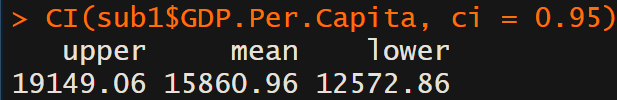 > CI(sub1$GDP.Per.Capita, ci = 0.95)
upper mean lower
19149.06 15860.96 12572.86